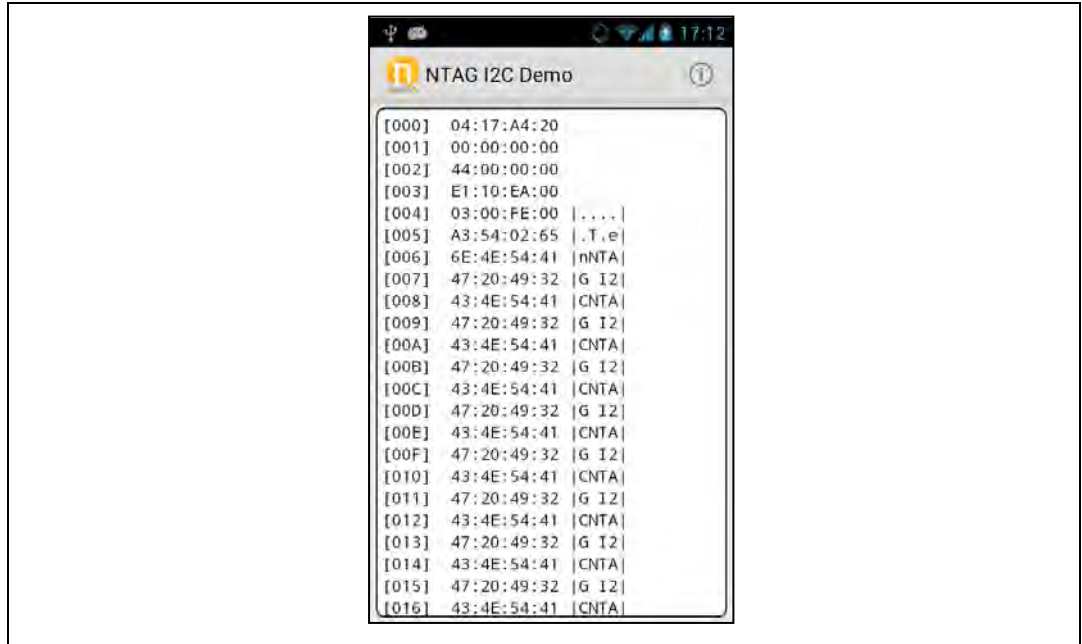 17:12
NTAG I2C Demo
[000] 04:17:A4:20
[001] 00:00:00:00
[002] 44:00:00:00
[003] E1:10:EA:00
[004] 03:00:FE:00 |....|
[005] A3:54:02:65 |.T.e|
[006] 6E:4E:54:41 |nNTA|
[007] 47:20:49:32 |G I2|
[008] 43:4E:54:41 |CNTA|
[009] 47:20:49:32 |G I2|
[00A] 43:4E:54:41 |CNTA|
[00B] 47:20:49:32 |G I2|
[00C] 43:4E:54:41 |CNTA|
[00D] 47:20:49:32 |G I2|
[00E] 43:4E:54:41 |CNTA|
[00F] 47:20:49:32 |G I2|
[010] 43:4E:54:41 |CNTA|
[011] 47:20:49:32 |G I2|
[012] 43:4E:54:41 |CNTA|
[013] 47:20:49:32 |G I2|
[014] 43:4E:54:41 |CNTA|
[015] 47:20:49:32 |G I2|
[016] 43:4E:54:41 |CNTA|